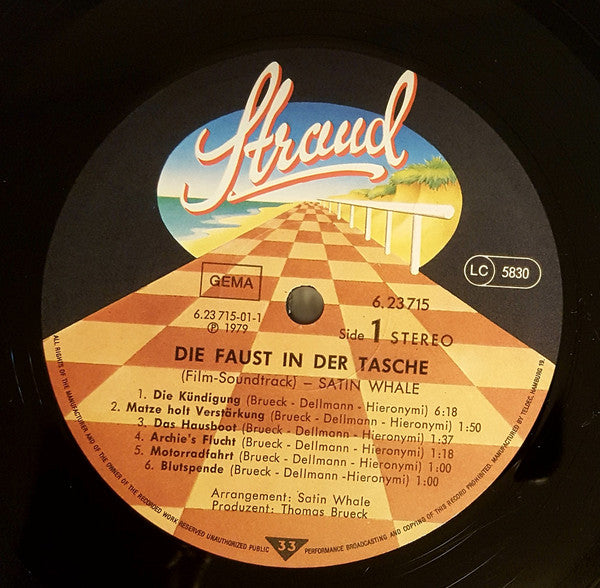 Strand
GEMA
LC 5830
6.23 715-01-1
6.23 715
Ⓟ 1979
Side 1 STEREO
DIE FAUST IN DER TASCHE
(Film-Soundtrack) – SATIN WHALE
1. Die Kündigung (Brueck - Dellmann - Hieronymi) 6:18
2. Matze holt Verstärkung (Brueck - Dellmann - Hieronymi) 1:50
3. Das Hausboot (Brueck - Dellmann - Hieronymi) 1:37
4. Archie's Flucht (Brueck - Dellmann - Hieronymi) 1:18
5. Motorradfahrt (Brueck - Dellmann - Hieronymi) 1:00
6. Blutspende (Brueck - Dellmann -Hieronymi) 1:00
Arrangement: Satin Whale
Produzent: Thomas Brueck
33
ALL RIGHTS OF THE MANUFACTURER AND OF THE OWNER OF THE RECORDED WORK RESERVED UNAUTHORIZED PUBLIC PERFORMANCE BROADCASTING AND COPYING OF THIS RECORD PROHIBITED. MANUFACTURED BY TELDEC, HAMBURG 19.